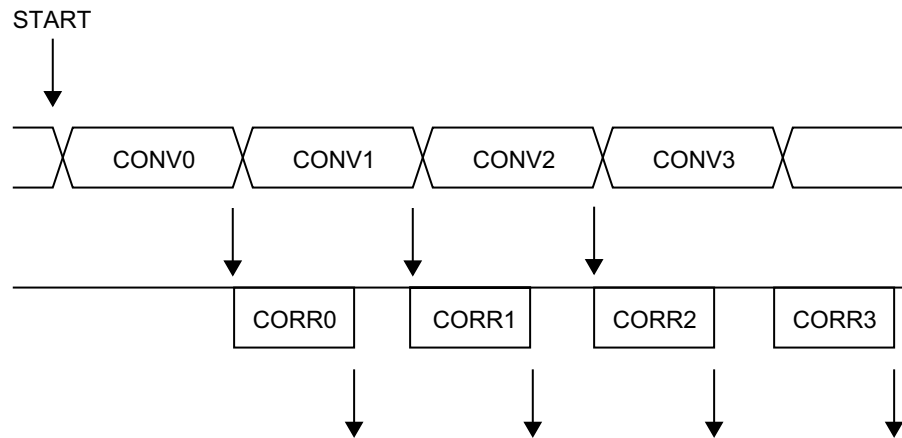 START
CONV0
CONV1
CONV2
CONV3
CORR0
CORR1
CORR2
CORR3